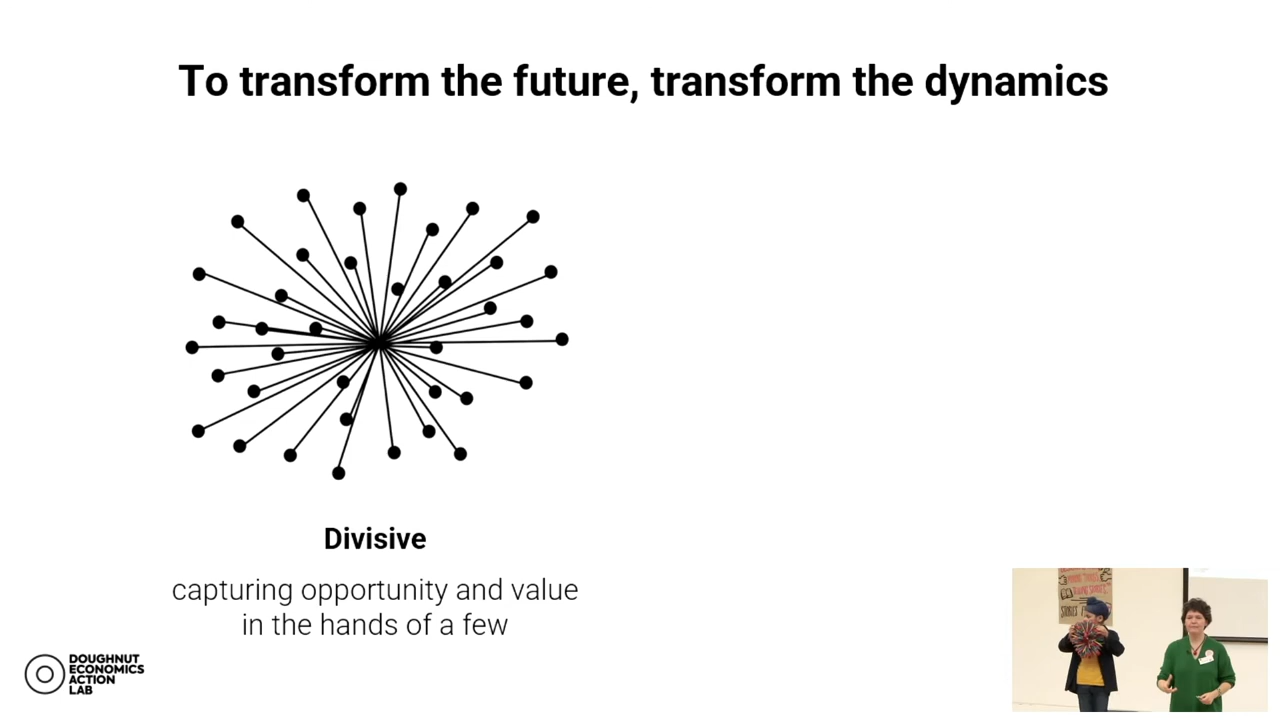 To transform the future, transform the dynamics
Divisive
capturing opportunity and value
in the hands of a few
DOUGHNUT
ECONOMICS
ACTION
LAB